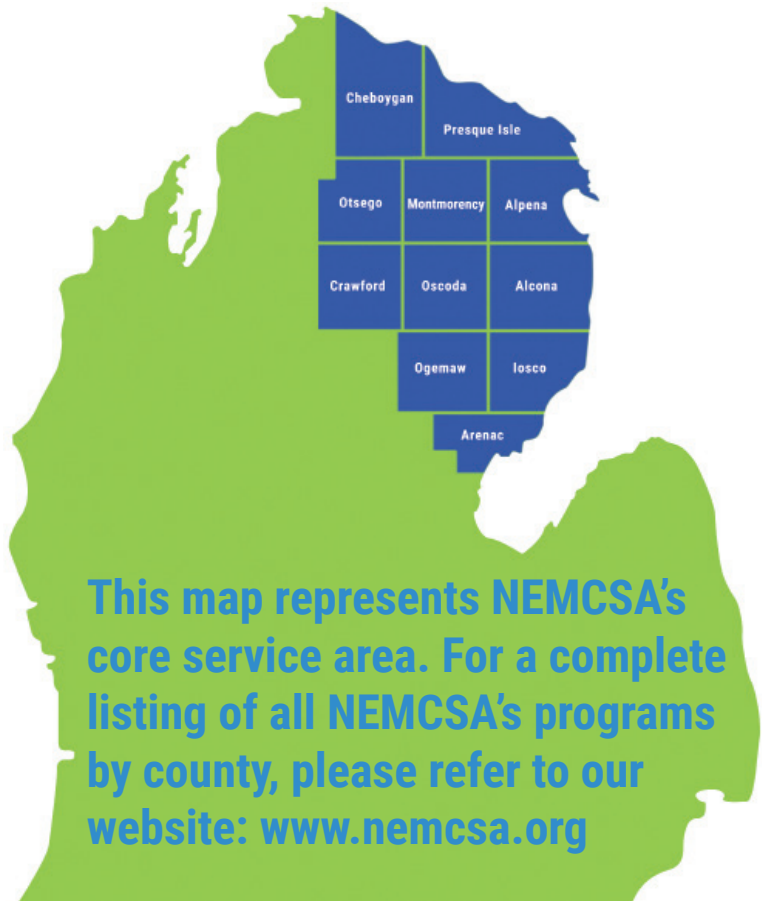 Cheboygan
Presque Isle
Otsego
Montmorency
Alpena
Crawford
Oscoda
Alcona
Ogemaw
Iosco
Arenac
This map represents NEMCSA’s
core service area. For a complete
listing of all NEMCSA’s programs
by county, please refer to our
website: www.nemcsa.org